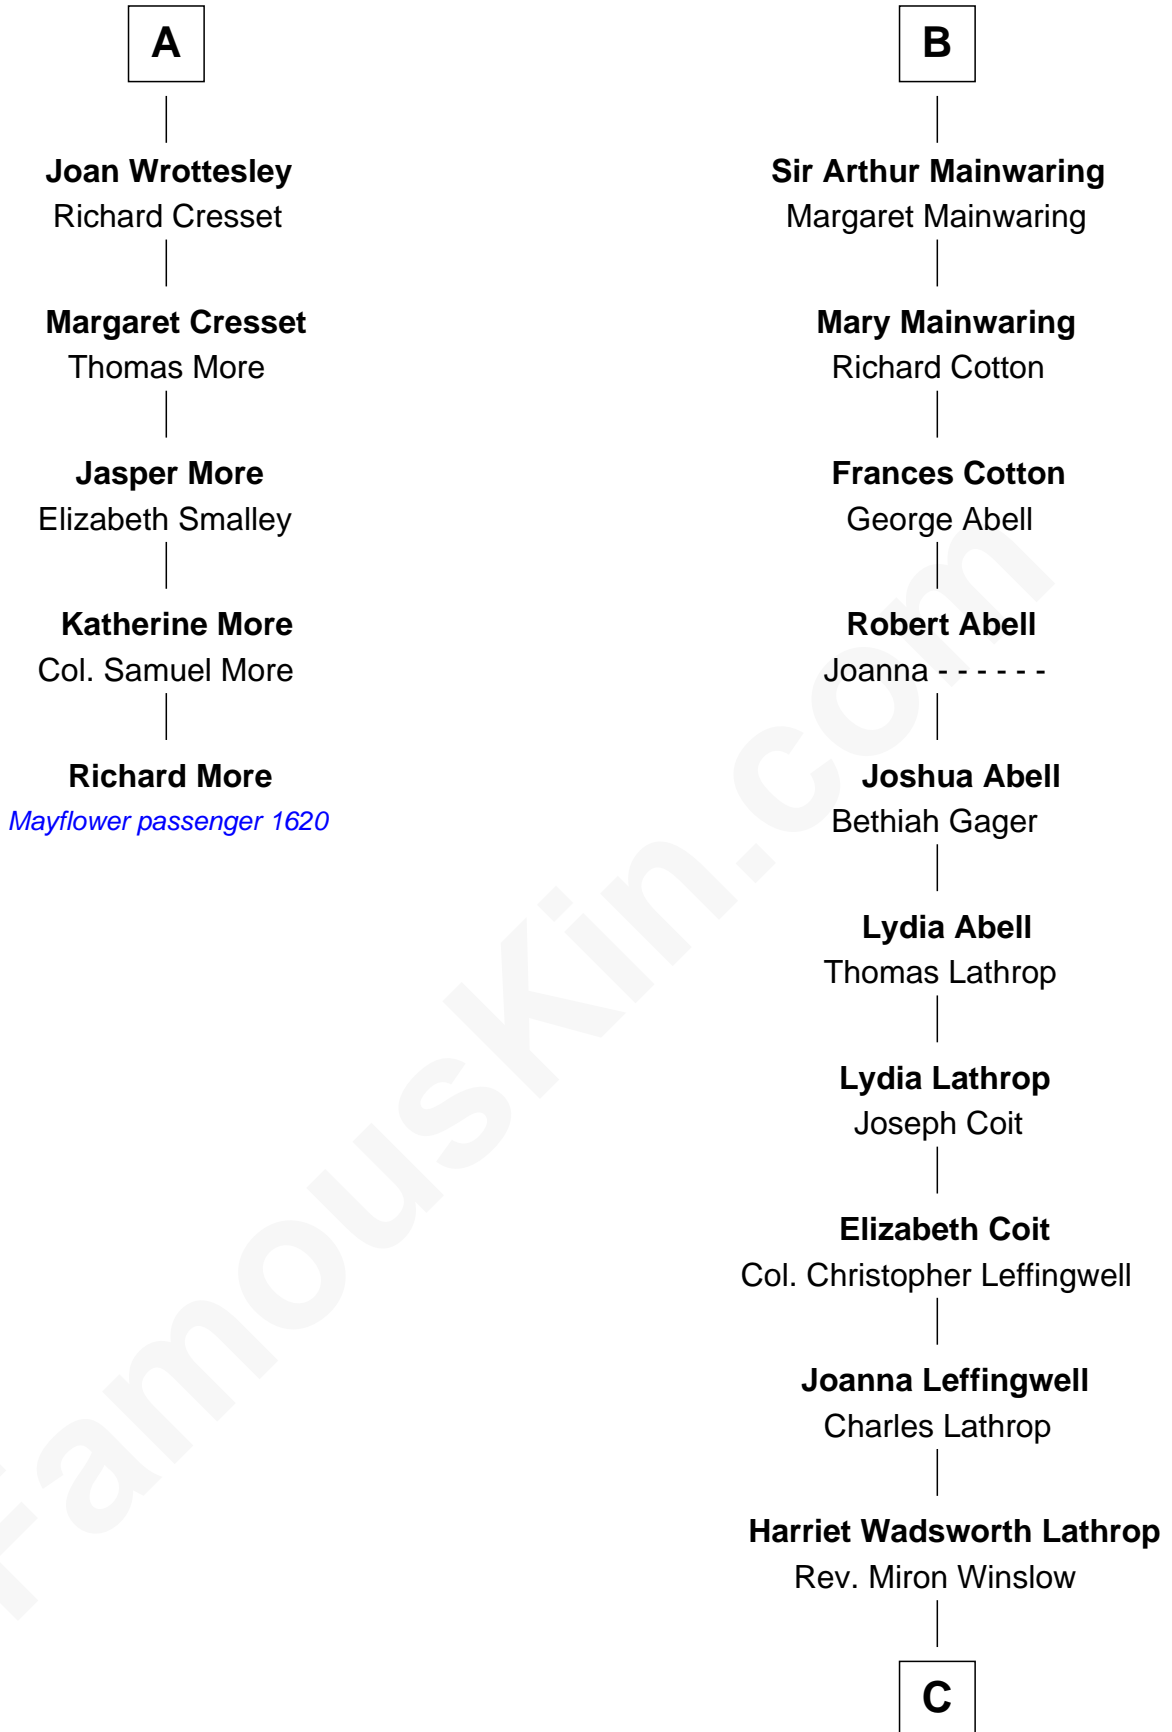 A
Joan Wrottesley
Richard Cresset
Margaret Cresset
Thomas More
Jasper More
Elizabeth Smalley
Katherine More
Col. Samuel More
Richard More
Mayflower passenger 1620
B
Sir Arthur Mainwaring
Margaret Mainwaring
Mary Mainwaring
Richard Cotton
Frances Cotton
George Abell
Robert Abell
Joanna - - - - - -
Joshua Abell
Bethiah Gager
Lydia Abell
Thomas Lathrop
Lydia Lathrop
Joseph Coit
Elizabeth Coit
Col. Christopher Leffingwell
Joanna Leffingwell
Charles Lathrop
Harriet Wadsworth Lathrop
Rev. Miron Winslow
C
FamousKin.com